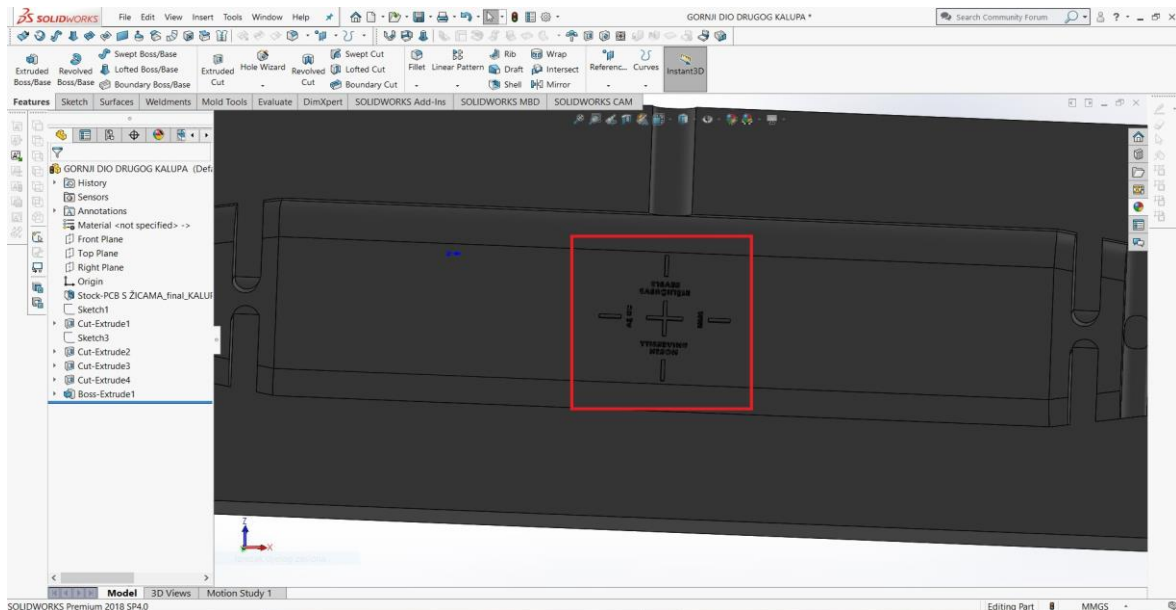 SOLIDWORKS File Edit View Insert Tools Window Help
GORNJI DIO DRUGOG KALUPA *
Search Community Forum
Extruded Boss/Base
Revolved Boss/Base
Swept Boss/Base
Lofted Boss/Base
Boundary Boss/Base
Extruded Cut
Hole Wizard
Revolved Cut
Swept Cut
Lofted Cut
Boundary Cut
Fillet
Linear Pattern
Rib
Draft
Shell
Wrap
Intersect
Mirror
Referenc...
Curves
Instant3D
Features Sketch Surfaces Weldments Mold Tools Evaluate DimXpert SOLIDWORKS Add-Ins SOLIDWORKS MBD SOLIDWORKS CAM
GORNJI DIO DRUGOG KALUPA (Defa
History
Sensors
Annotations
Material <not specified> ->
Front Plane
Top Plane
Right Plane
Origin
Stock-PCB S ŽICAMA_final_KALUP
Sketch1
Cut-Extrude1
Sketch3
Cut-Extrude2
Cut-Extrude3
Cut-Extrude4
Boss-Extrude1
Z
X
Model 3D Views Motion Study 1
SOLIDWORKS Premium 2018 SP4.0
Editing Part
MMGS